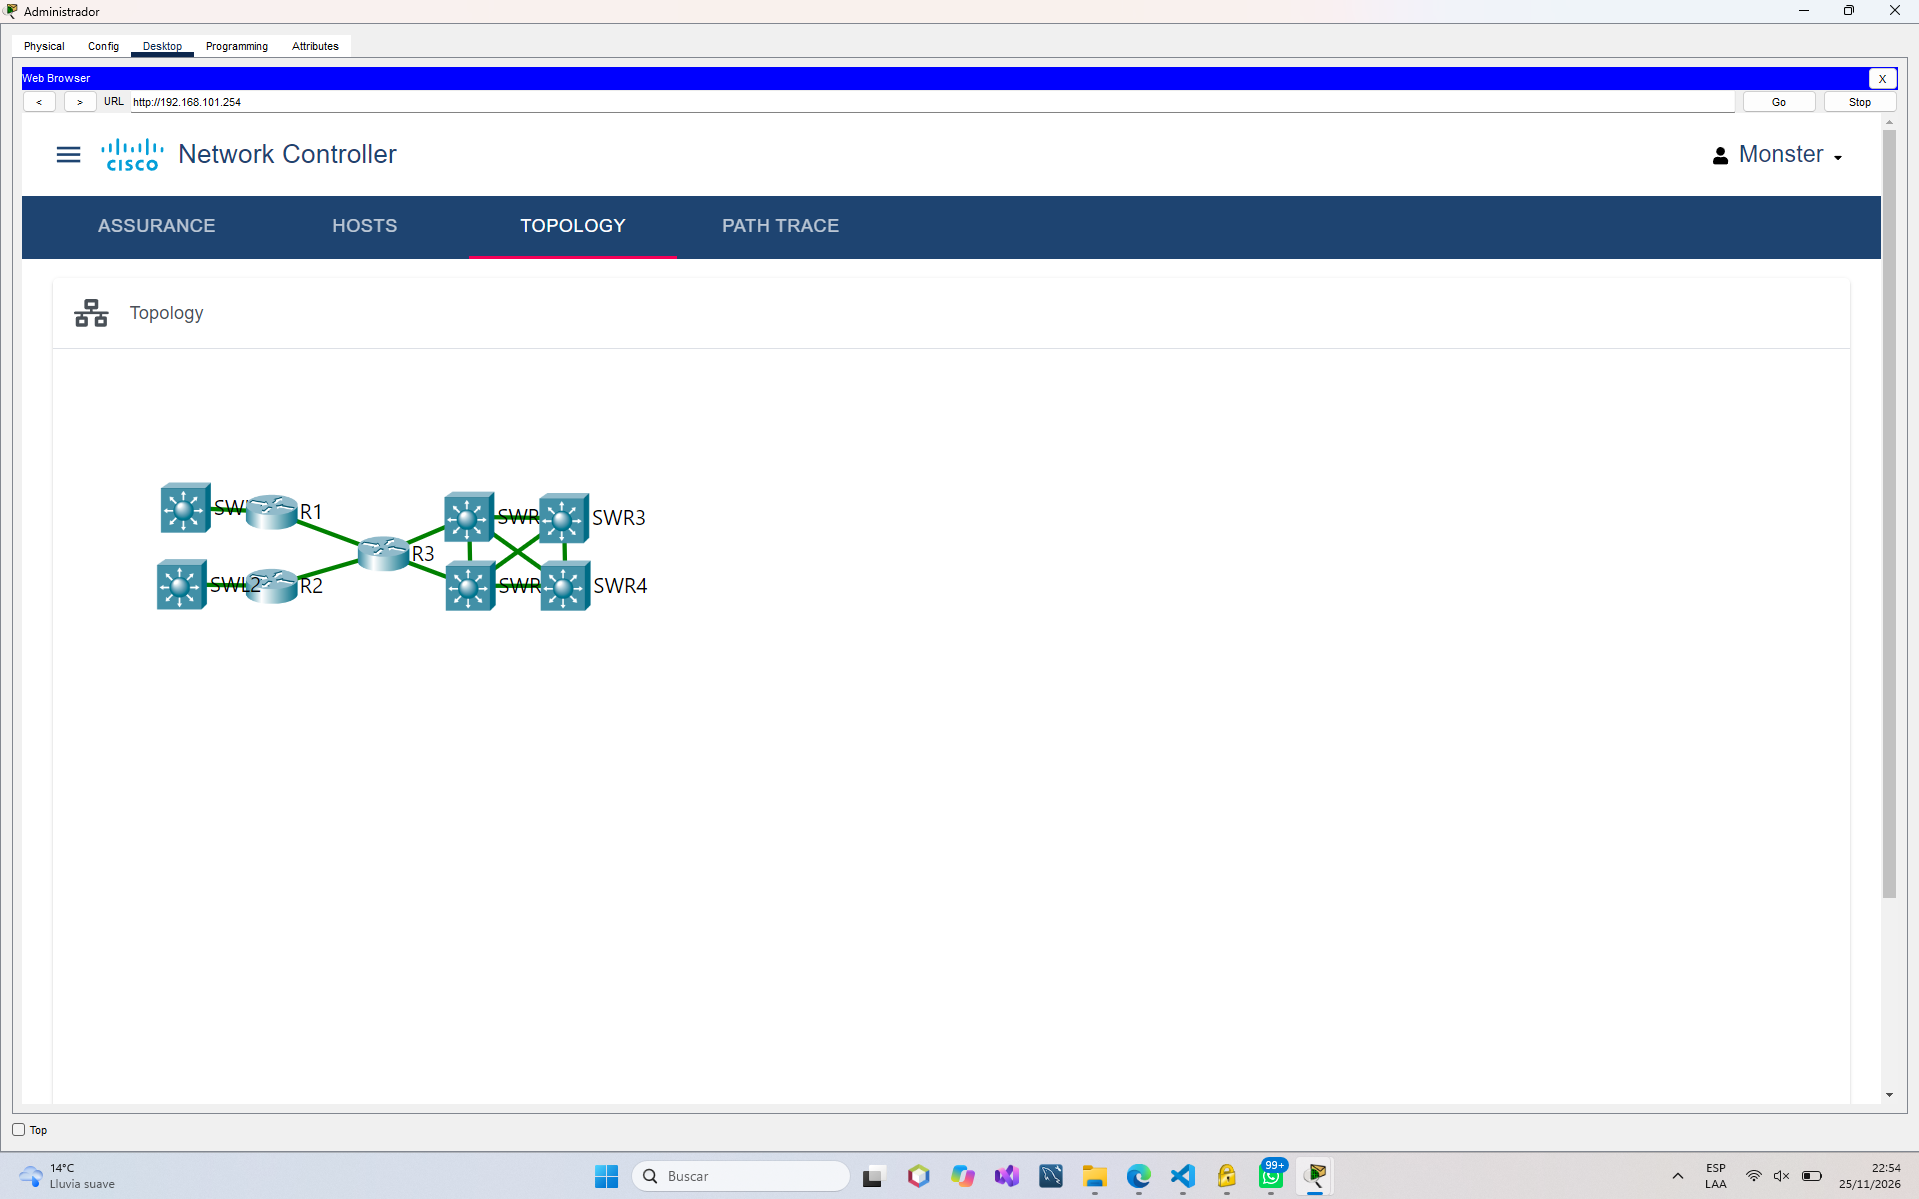 Administrador
Physical Config Desktop Programming Attributes
Web Browser X
< > URL http://192.168.101.254 Go Stop
CISCO Network Controller Monster
ASSURANCE HOSTS TOPOLOGY PATH TRACE
Topology
R1 SWR3
R3
SWL2 R2 SWR4
Top
14°C
Lluvia suave
Buscar
99+
ESP
LAA
22:54
25/11/2026